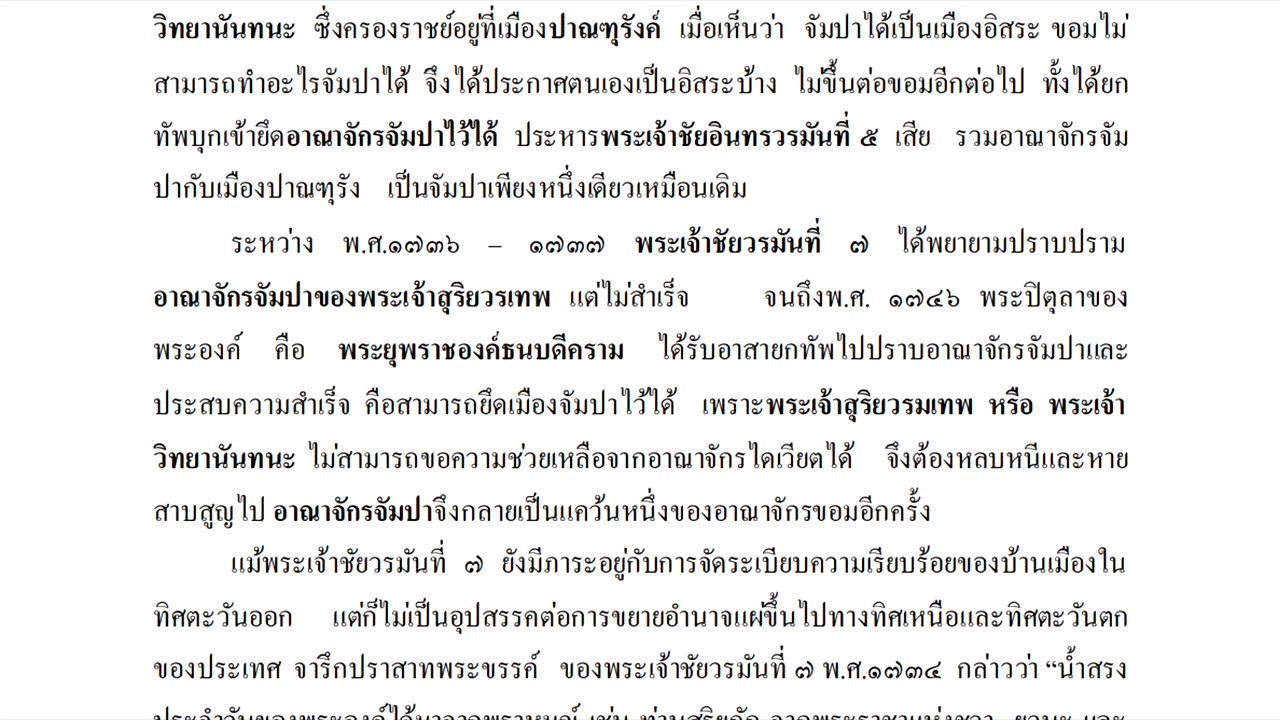 วิทยานันทนะ ซึ่งครองราชย์อยู่ที่เมืองปาณฑุรังค์ เมื่อเห็นว่า จัมปาได้เป็นเมืองอิสระ ขอมไม่
สามารถทำอะไรจัมปาได้ จึงได้ประกาศตนเองเป็นอิสระบ้าง ไม่ขึ้นต่อขอมอีกต่อไป ทั้งได้ยก
ทัพบุกเข้ายึดอาณาจักรจัมปาไว้ได้ ประหารพระเจ้าชัยอินทรวรมันที่ ๕ เสีย รวมอาณาจักรจัม
ปากับเมืองปาณฑุรัง เป็นจัมปาเพียงหนึ่งเดียวเหมือนเดิม
ระหว่าง พ.ศ.๑๗๓๖ – ๑๗๓๗ พระเจ้าชัยวรมันที่ ๗ ได้พยายามปราบปราม
อาณาจักรจัมปาของพระเจ้าสุริยวรเทพ แต่ไม่สำเร็จ จนถึงพ.ศ. ๑๗๔๖ พระปิตุลาของ
พระองค์ คือ พระยุพราชองค์ธนบดีคราม ได้รับอาสายกทัพไปปราบอาณาจักรจัมปาและ
ประสบความสำเร็จ คือสามารถยึดเมืองจัมปาไว้ได้ เพราะพระเจ้าสุริยวรมเทพ หรือ พระเจ้า
วิทยานันทนะ ไม่สามารถขอความช่วยเหลือจากอาณาจักรไดเวียตได้ จึงต้องหลบหนีและหาย
สาบสูญไป อาณาจักรจัมปาจึงกลายเป็นแคว้นหนึ่งของอาณาจักรขอมอีกครั้ง
แม้พระเจ้าชัยวรมันที่ ๗ ยังมีภาระอยู่กับการจัดระเบียบความเรียบร้อยของบ้านเมืองใน
ทิศตะวันออก แต่ก็ไม่เป็นอุปสรรคต่อการขยายอำนาจแผ่ขึ้นไปทางทิศเหนือและทิศตะวันตก
ของประเทศ จารึกปราสาทพระขรรค์ ของพระเจ้าชัยวรมันที่ ๗ พ.ศ.๑๗๓๔ กล่าวว่า “น้ำสรง